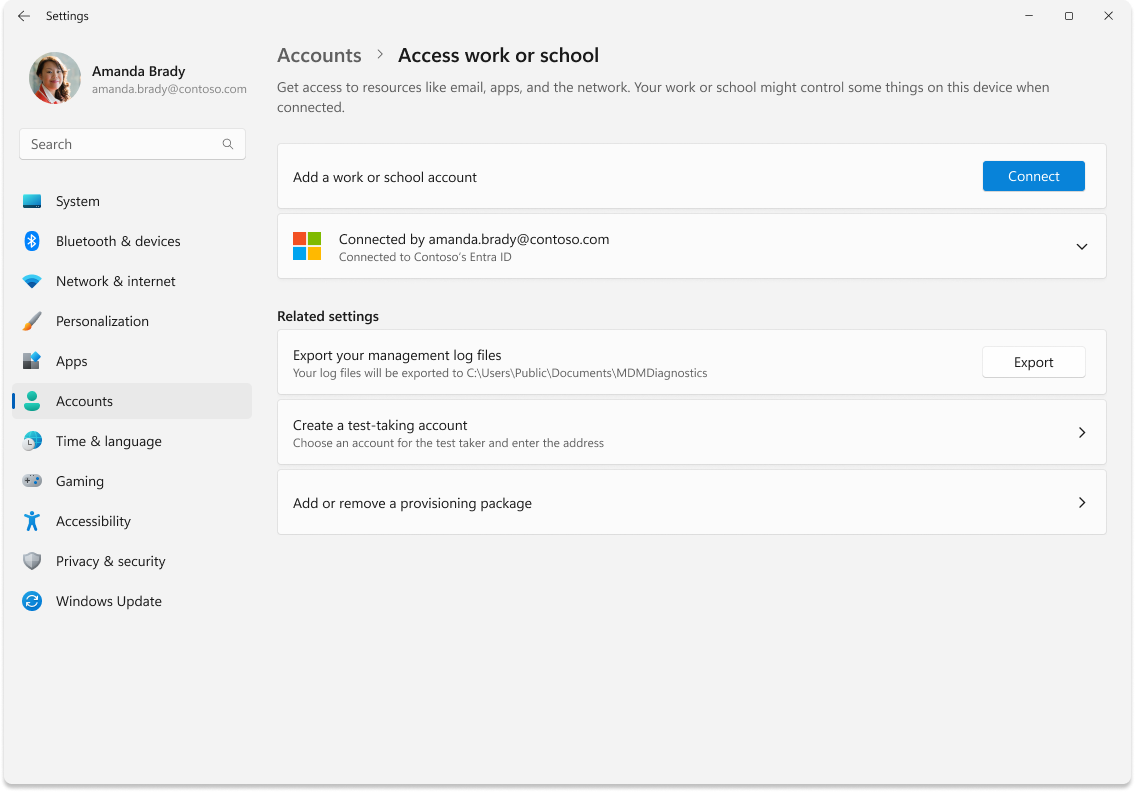 Settings
Amanda Brady
amanda.brady@contoso.com
Search
System
Bluetooth & devices
Network & internet
Personalization
Apps
Accounts
Time & language
Gaming
Accessibility
Privacy & security
Windows Update
Accounts > Access work or school
Get access to resources like email, apps, and the network. Your work or school might control some things on this device when
connected.
Add a work or school account
Connect
Connected by amanda.brady@contoso.com
Connected to Contoso's Entra ID
Related settings
Export your management log files
Your log files will be exported to C:\Users\Public\Documents\MDMDiagnostics
Export
Create a test-taking account
Choose an account for the test taker and enter the address
Add or remove a provisioning package